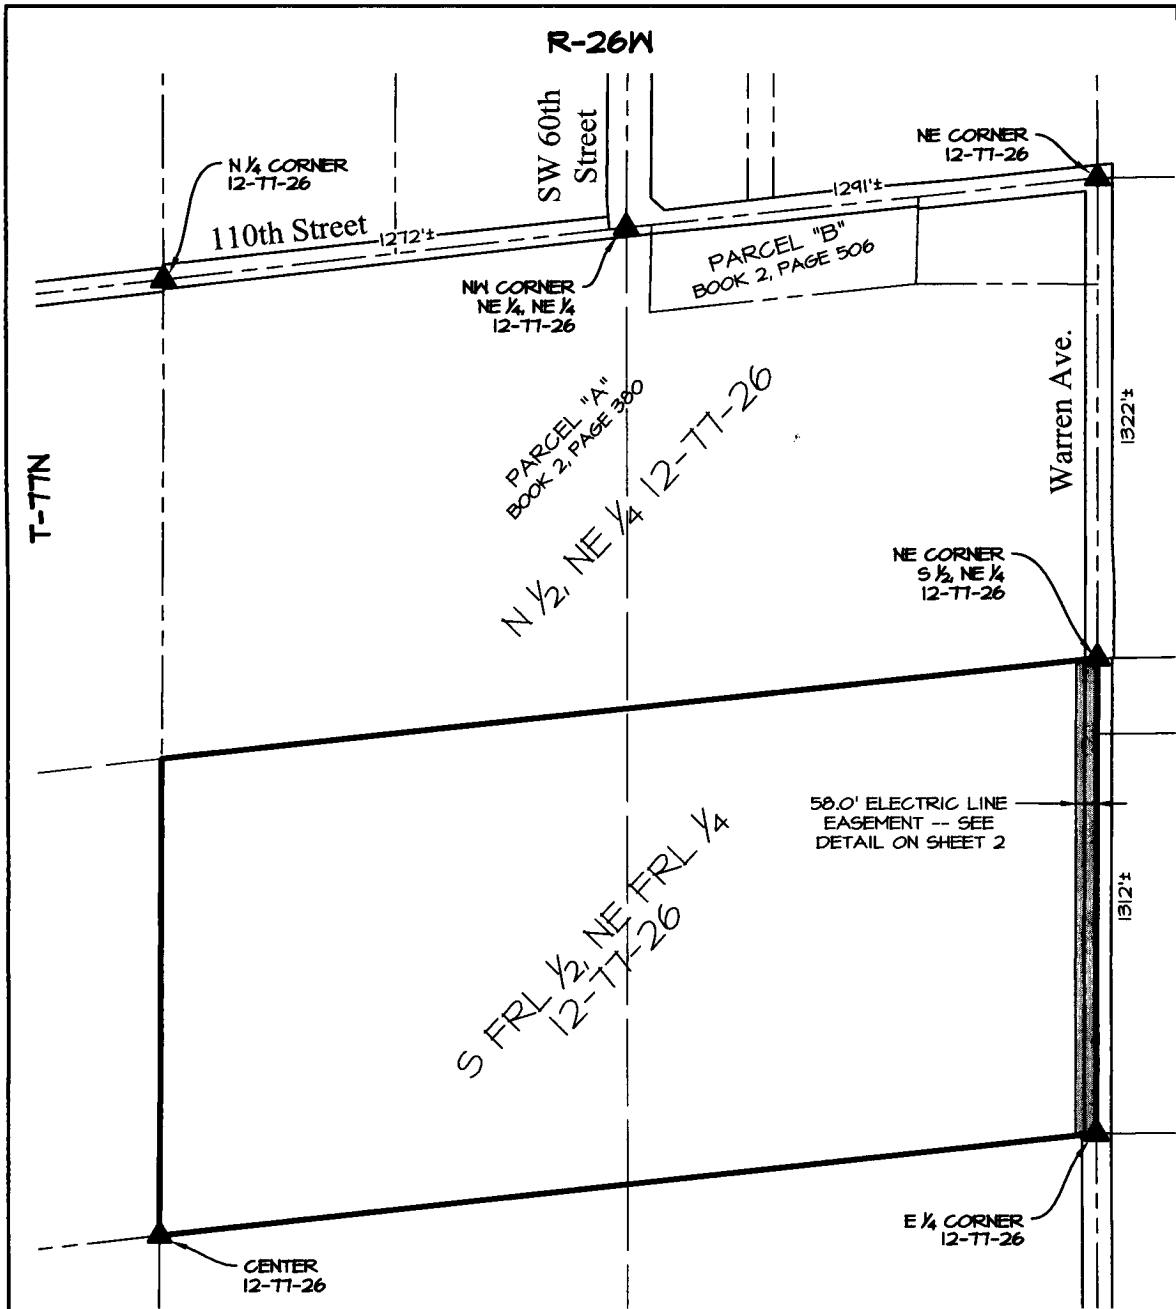 R-26W
SW 60th
Street
N 1/4 CORNER
12-77-26
NE CORNER
12-77-26
110th Street
1272'±
1291'±
PARCEL "B"
BOOK 2, PAGE 506
NW CORNER
NE 1/4, NE 1/4
12-77-26
Warren Ave.
1322'±
PARCEL "A"
BOOK 2, PAGE 380
N 1/2, NE 1/4 12-77-26
T-77N
NE CORNER
S 1/2, NE 1/4
12-77-26
58.0' ELECTRIC LINE
EASEMENT -- SEE
DETAIL ON SHEET 2
1312'±
S FRL 1/2, NE FRL 1/4
12-77-26
E 1/4 CORNER
12-77-26
CENTER
12-77-26